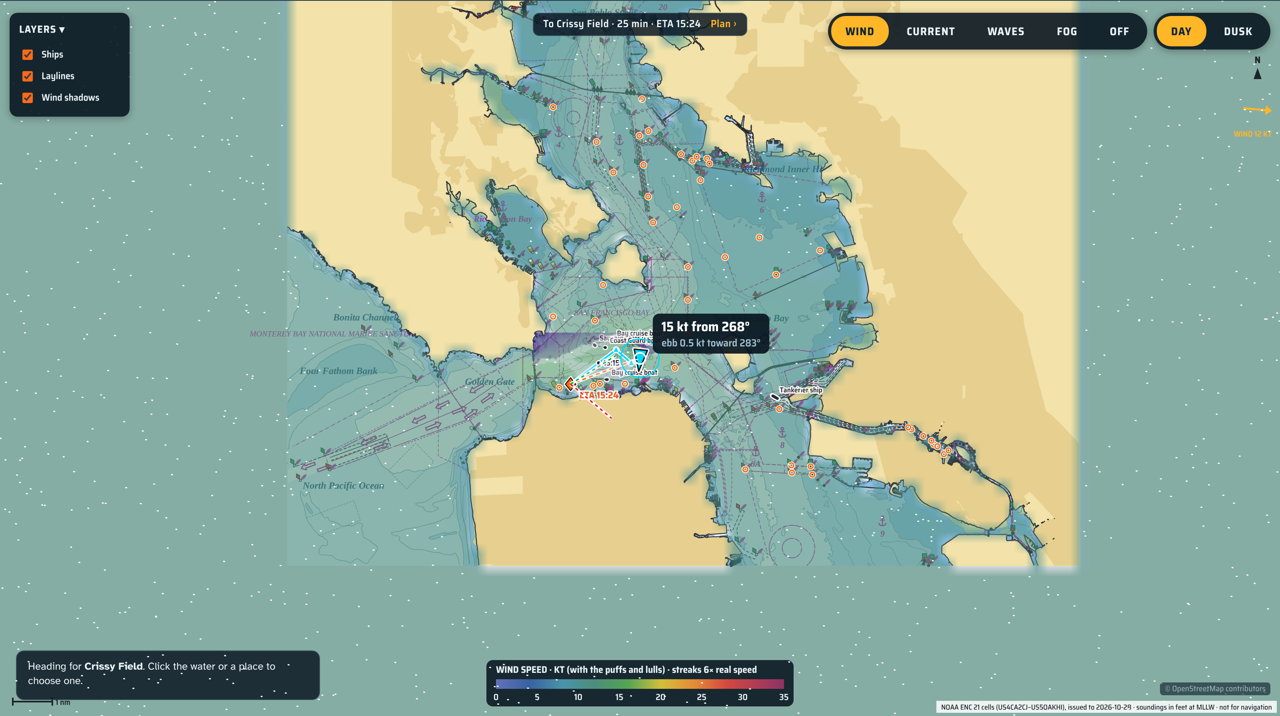 LAYERS ▾
Ships
Laylines
Wind shadows
To Crissy Field · 25 min · ETA 15:24 Plan ›
WIND
CURRENT
WAVES
FOG
OFF
DAY
DUSK
N
WIND 12 KT
Bonita Channel
MONTEREY BAY NATIONAL MARINE
SAN FRANCISCO BAY
15 kt from 268°
ebb 0.5 kt toward 283°
Bay cruise
Coast Guard
Bay cruise boat
Bay
Four Fathom Bank
Golden Gate
ETA 15:24
Tankerier ship
North Pacific Ocean
Heading for Crissy Field. Click the water or a place to
choose one.
1 nm
WIND SPEED · KT (with the puffs and lulls) · streaks 6× real speed
0 5 10 15 20 25 30 35
© OpenStreetMap contributors
NOAA ENC 21 cells (US4CA2CJ–US5OAKHI), issued to 2026-10-29 · soundings in feet at MLLW · not for navigation